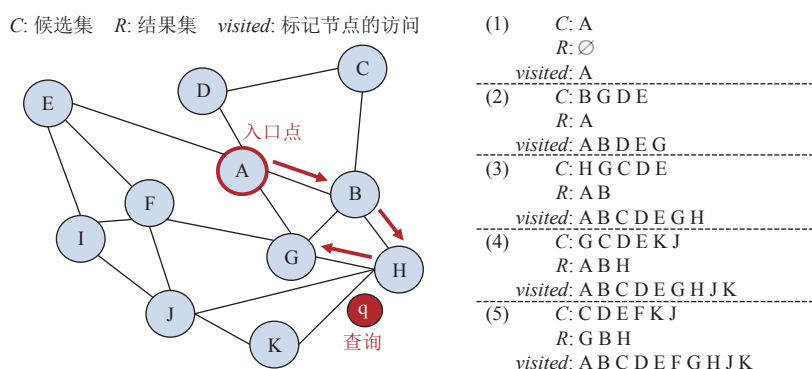 C: 候选集 R: 结果集 visited: 标记节点的访问
C
D
E
入口点
A
B
F
I
G
H
q
J
查询
K
(1) C: A
R: ∅
visited: A
(2) C: B G D E
R: A
visited: A B D E G
(3) C: H G C D E
R: A B
visited: A B C D E G H
(4) C: G C D E K J
R: A B H
visited: A B C D E G H J K
(5) C: C D E F K J
R: G B H
visited: A B C D E F G H J K